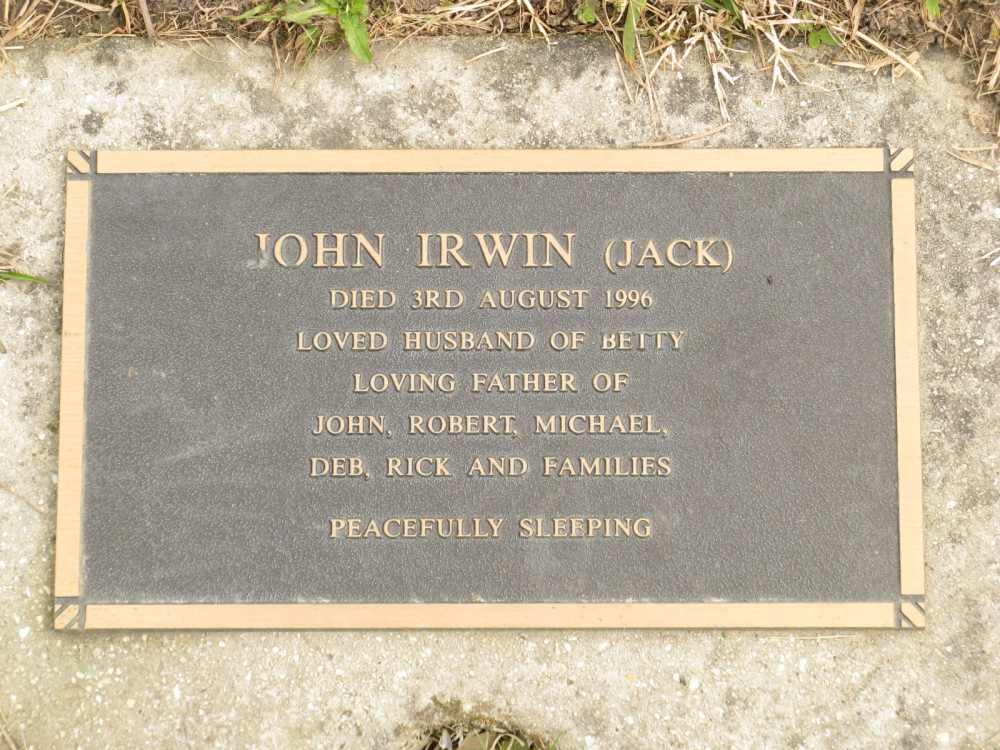 JOHN IRWIN (JACK)
DIED 3RD AUGUST 1996
LOVED HUSBAND OF BETTY
LOVING FATHER OF
JOHN, ROBERT, MICHAEL,
DEB, RICK AND FAMILIES
PEACEFULLY SLEEPING